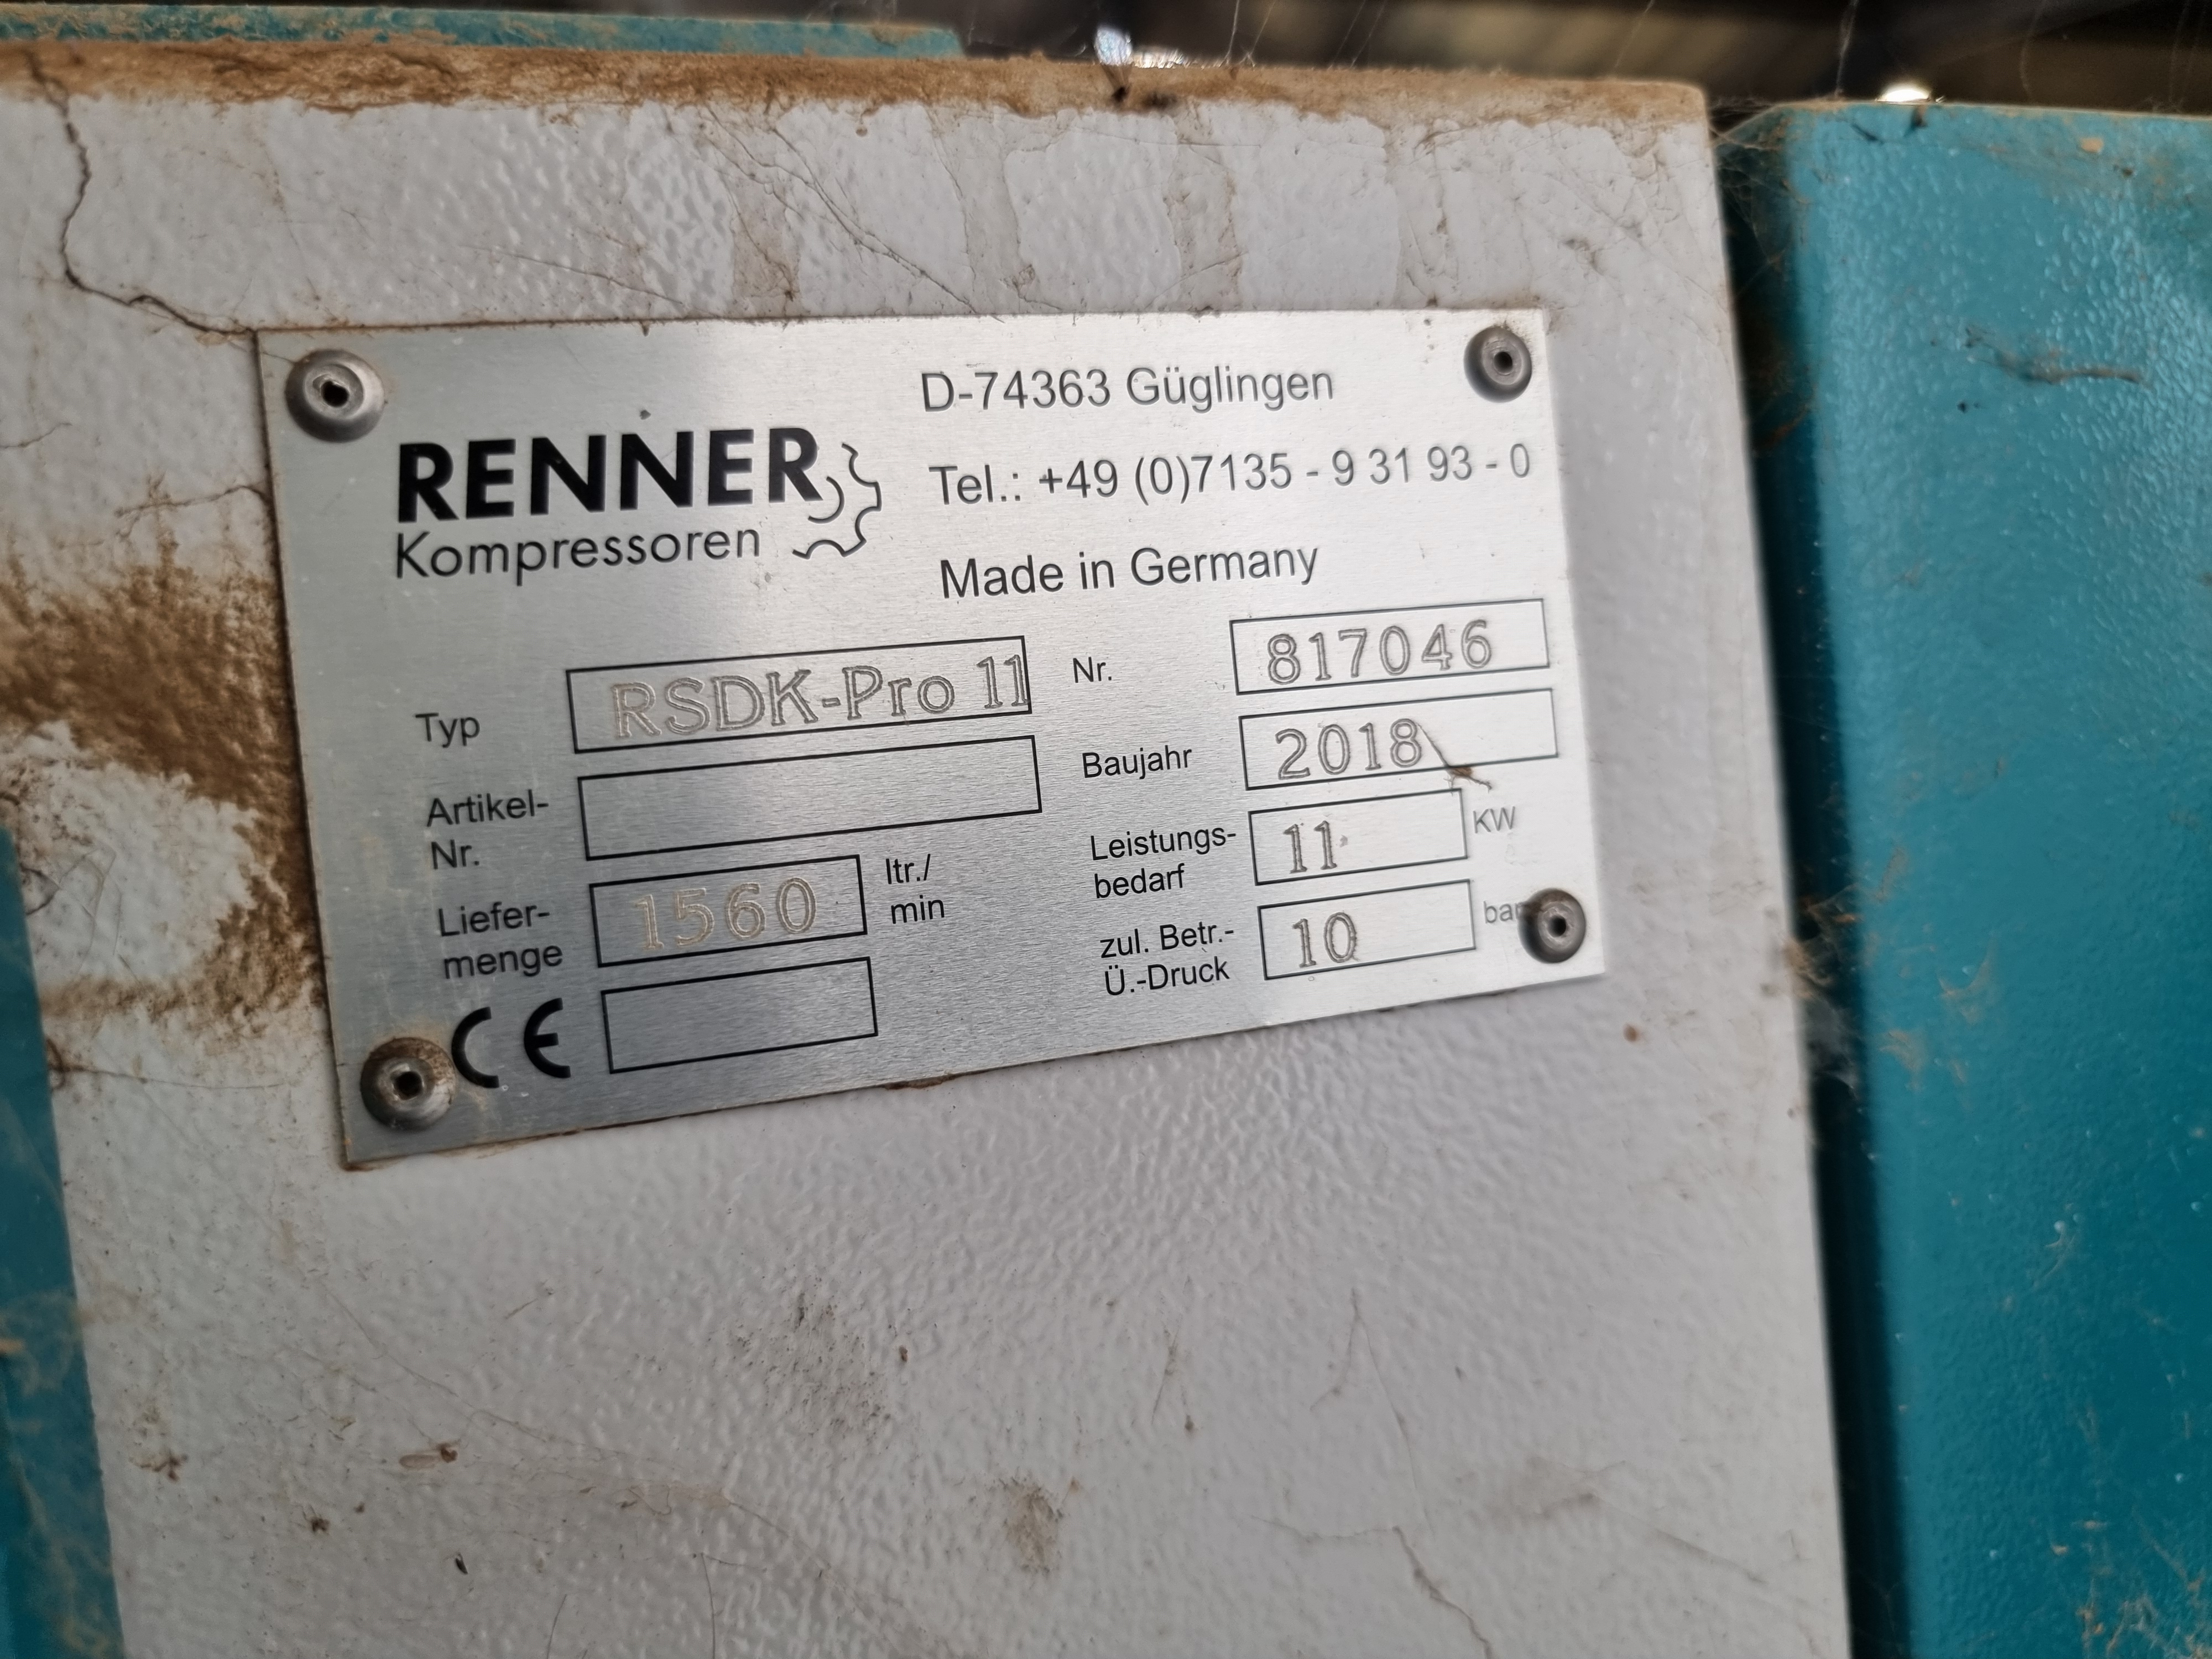 RENNER
Kompressoren
D-74363 Güglingen
Tel.: +49 (0)7135 - 9 31 93 - 0
Made in Germany
Typ RSDK-Pro 11
Artikel-
Nr.
Liefer-
menge 1560 ltr./
min
CE
Nr. 817046
Baujahr 2018
Leistungs-
bedarf 11 KW
zul. Betr.-
Ü.-Druck 10 bar